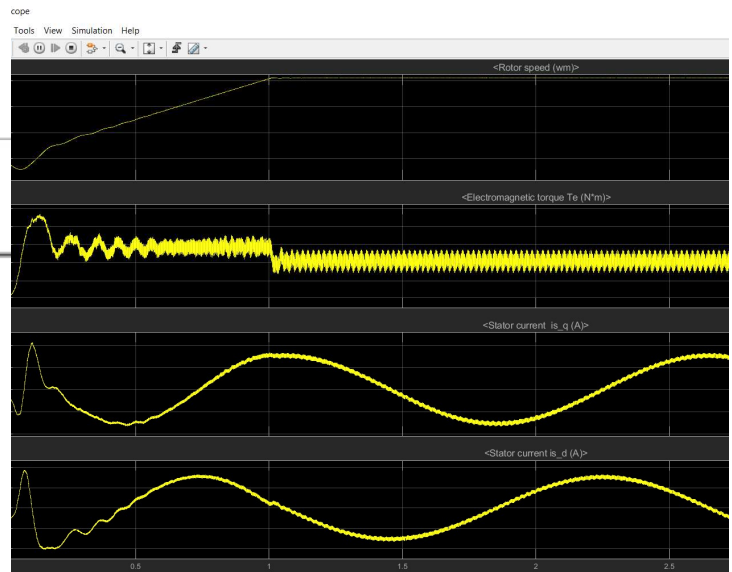 cope
Tools View Simulation Help
<Rotor speed (wm)>
<Electromagnetic torque Te (N*m)>
<Stator current is_q (A)>
<Stator current is_d (A)>
0.5 1 1.5 2 2.5